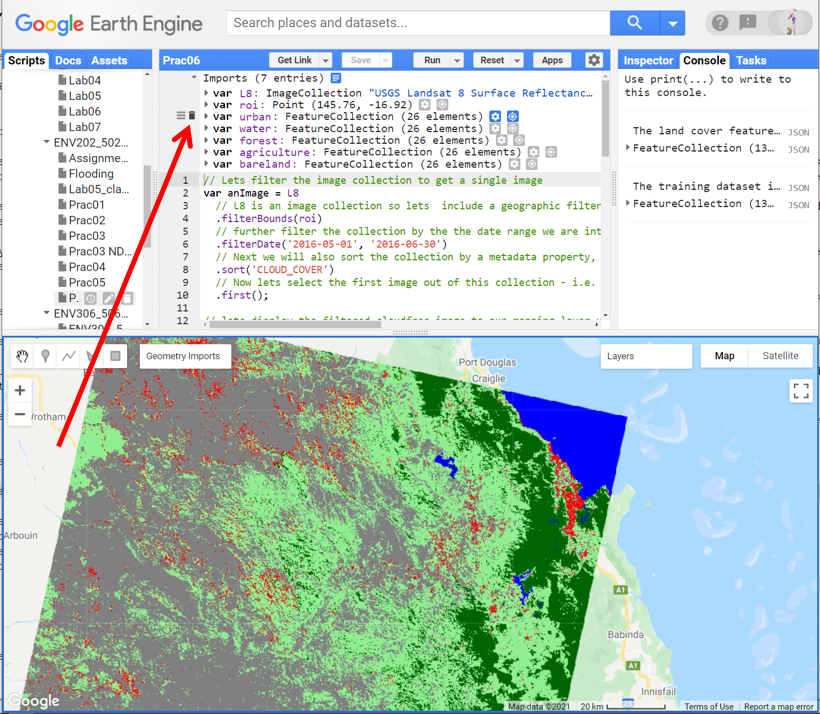 Google Earth Engine
Search places and datasets...
Scripts Docs Assets
Lab04
Lab05
Lab06
Lab07
ENV202_502...
Assignme...
Flooding
Lab05_cla...
Prac01
Prac02
Prac03
Prac03 ND...
Prac04
Prac05
P.
ENV306_506...
Prac06
Get Link Save Run Reset Apps
Imports (7 entries)
var L8: ImageCollection "USGS Landsat 8 Surface Reflectanc…
var roi: Point (145.76, -16.92)
var urban: FeatureCollection (26 elements)
var water: FeatureCollection (26 elements)
var forest: FeatureCollection (26 elements)
var agriculture: FeatureCollection (26 elements)
var bareland: FeatureCollection (26 elements)
1 // Lets filter the image collection to get a single image
2 var anImage = L8
3 // L8 is an image collection so lets  include a geographic filter
4 .filterBounds(roi)
5 // further filter the collection by the the date range we are int
6 .filterDate('2016-05-01', '2016-06-30')
7 // Next we will also sort the collection by a metadata property,
8 .sort('CLOUD_COVER')
9 // Now lets select the first image out of this collection - i.e.
10 .first();
11
12
Inspector Console Tasks
Use print(...) to write to
this console.
The land cover feature… JSON
FeatureCollection (13… JSON
The training dataset i… JSON
FeatureCollection (13… JSON
Geometry Imports
Layers
Map Satellite
+
−
Port Douglas
Craiglie
Wrotham
Arbouin
A1
Babinda
A1
Innisfail
Google
Map data ©2021 20 km Terms of Use Report a map error